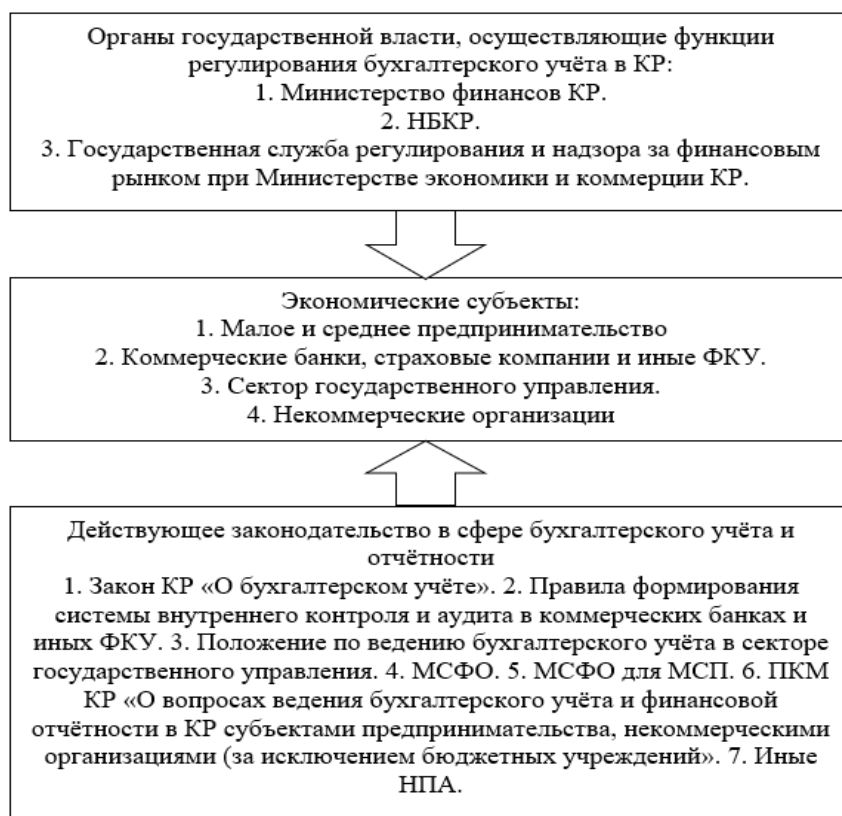 Органы государственной власти, осуществляющие функции
регулирования бухгалтерского учёта в КР:
1. Министерство финансов КР.
2. НБКР.
3. Государственная служба регулирования и надзора за финансовым
рынком при Министерстве экономики и коммерции КР.
Экономические субъекты:
1. Малое и среднее предпринимательство
2. Коммерческие банки, страховые компании и иные ФКУ.
3. Сектор государственного управления.
4. Некоммерческие организации
Действующее законодательство в сфере бухгалтерского учёта и
отчётности
1. Закон КР «О бухгалтерском учёте». 2. Правила формирования
системы внутреннего контроля и аудита в коммерческих банках и
иных ФКУ. 3. Положение по ведению бухгалтерского учёта в секторе
государственного управления. 4. МСФО. 5. МСФО для МСП. 6. ПКМ
КР «О вопросах ведения бухгалтерского учёта и финансовой
отчётности в КР субъектами предпринимательства, некоммерческими
организациями (за исключением бюджетных учреждений». 7. Иные
НПА.